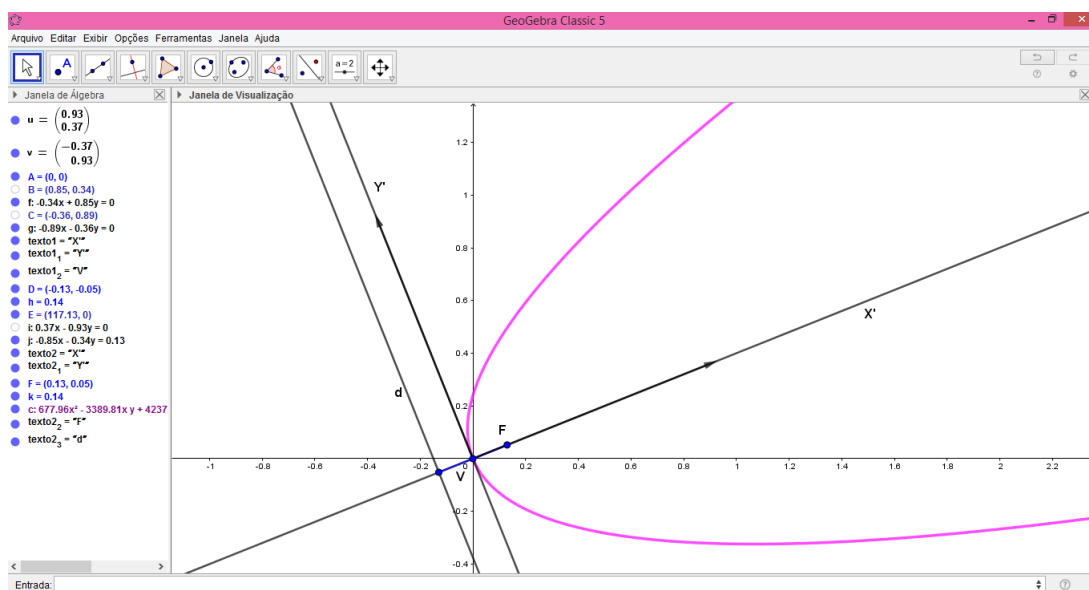 GeoGebra Classic 5
Arquivo Editar Exibir Opções Ferramentas Janela Ajuda
A
a=2
Janela de Álgebra
Janela de Visualização
u = (0.93
0.37)
v = (-0.37
0.93)
A = (0, 0)
B = (0.85, 0.34)
f: -0.34x + 0.85y = 0
C = (-0.36, 0.89)
g: -0.89x - 0.36y = 0
texto1 = "X'"
texto1₁ = "Y'"
texto1₂ = "V"
D = (-0.13, -0.05)
h = 0.14
E = (117.13, 0)
i: 0.37x - 0.93y = 0
j: -0.85x - 0.34y = 0.13
texto2 = "X'"
texto2₁ = "Y'"
F = (0.13, 0.05)
k = 0.14
c: 677.96x² - 3389.81x y + 4237
texto2₂ = "F"
texto2₃ = "d"
1.2
1
0.8
0.6
0.4
0.2
-0.2
-0.4
-1 -0.8 -0.6 -0.4 -0.2 0 0.2 0.4 0.6 0.8 1 1.2 1.4 1.6 1.8 2 2.2
Y'
X'
d
F
V
Entrada: